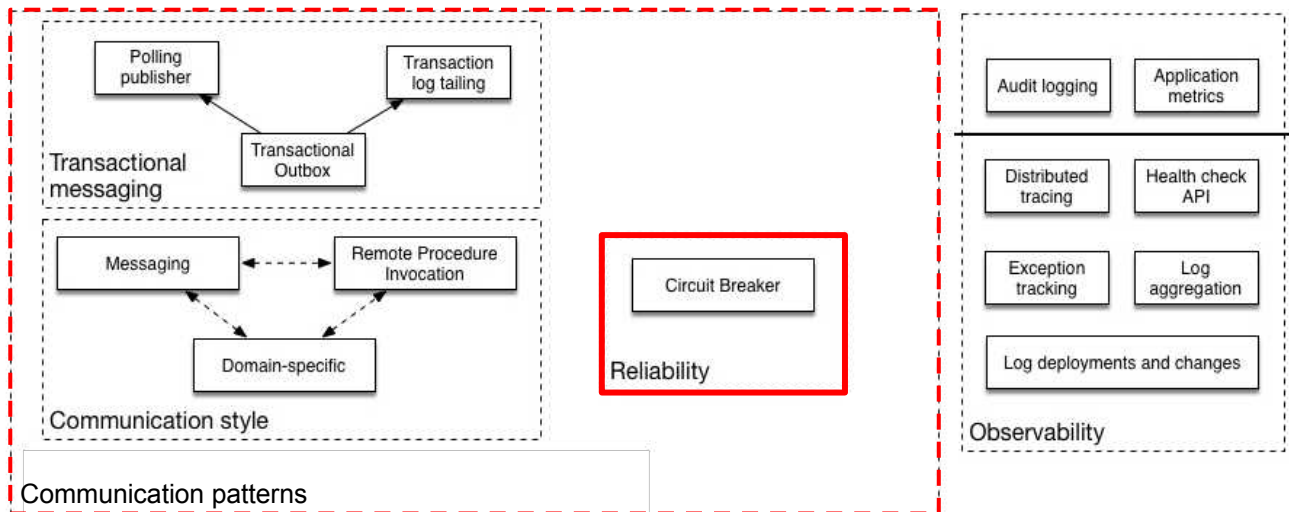 Polling
publisher
Transaction
log tailing
Transactional
Outbox
Transactional
messaging
Messaging
Remote Procedure
Invocation
Domain-specific
Communication style
Circuit Breaker
Reliability
Communication patterns
Audit logging
Application
metrics
Distributed
tracing
Health check
API
Exception
tracking
Log
aggregation
Log deployments and changes
Observability